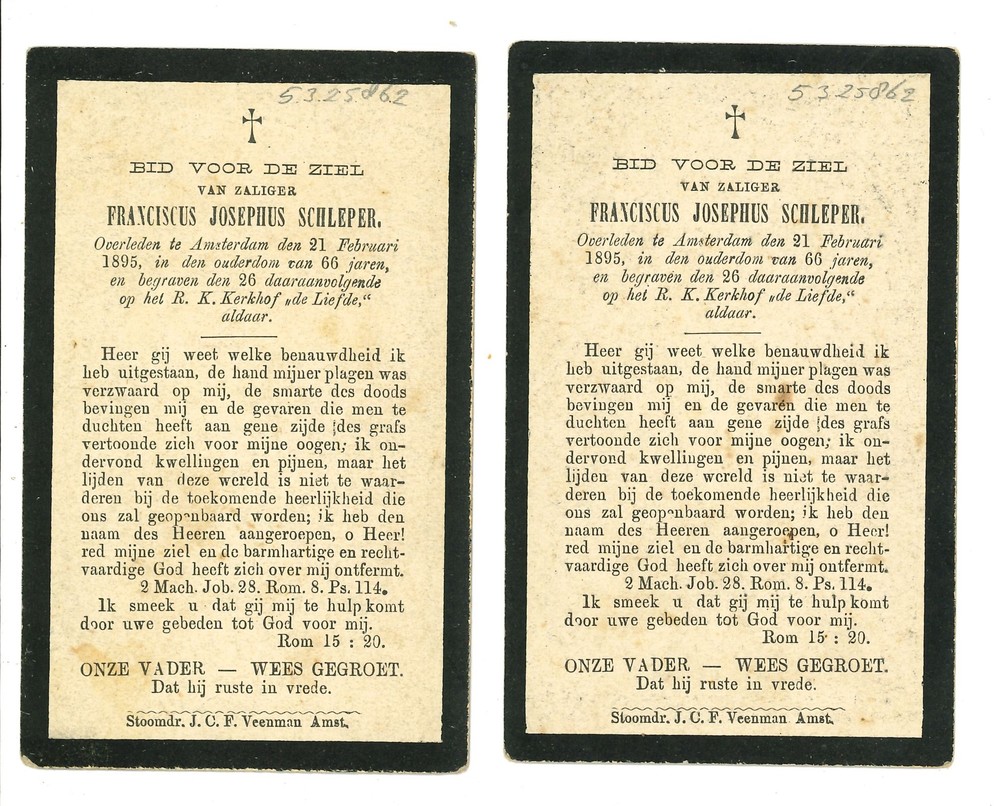 5325862
BID VOOR DE ZIEL
VAN ZALIGER
FRANCISCUS JOSEPHUS SCHLEPER.
Overleden te Amsterdam den 21 Februari
1895, in den ouderdom van 66 jaren,
en begraven den 26 daaraanvolgende
op het R. K. Kerkhof „de Liefde,“
aldaar.
Heer gij weet welke benauwdheid ik
heb uitgestaan, de hand mijner plagen was
verzwaard op mij, de smarte des doods
bevingen mij en de gevaren die men te
duchten heeft aan gene zijde des grafs
vertoonde zich voor mijne oogen; ik on-
dervond kwellingen en pijnen, maar het
lijden van deze wereld is niet te waar-
deren bij de toekomende heerlijkheid die
ons zal geopenbaard worden; ik heb den
naam des Heeren aangeroepen, o Heer!
red mijne ziel en de barmhartige en recht-
vaardige God heeft zich over mij ontfermt.
2 Mach. Job. 28. Rom. 8. Ps. 114.
Ik smeek u dat gij mij te hulp komt
door uwe gebeden tot God voor mij.
Rom 15 : 20.
ONZE VADER — WEES GEGROET.
Dat hij ruste in vrede.
Stoomdr. J. C. F. Veenman Amst.
5325862
BID VOOR DE ZIEL
VAN ZALIGER
FRANCISCUS JOSEPHUS SCHLEPER.
Overleden te Amsterdam den 21 Februari
1895, in den ouderdom van 66 jaren,
en begraven den 26 daaraanvolgende
op het R. K. Kerkhof „de Liefde,“
aldaar.
Heer gij weet welke benauwdheid ik
heb uitgestaan, de hand mijner plagen was
verzwaard op mij, de smarte des doods
bevingen mij en de gevaren die men te
duchten heeft aan gene zijde des grafs
vertoonde zich voor mijne oogen; ik on-
dervond kwellingen en pijnen, maar het
lijden van deze wereld is niet te waar-
deren bij de toekomende heerlijkheid die
ons zal geopenbaard worden; ik heb den
naam des Heeren aangeroepen, o Heer!
red mijne ziel en de barmhartige en recht-
vaardige God heeft zich over mij ontfermt.
2 Mach. Job. 28. Rom. 8. Ps. 114.
Ik smeek u dat gij mij te hulp komt
door uwe gebeden tot God voor mij.
Rom 15 : 20.
ONZE VADER — WEES GEGROET.
Dat hij ruste in vrede.
Stoomdr. J. C. F. Veenman Amst.